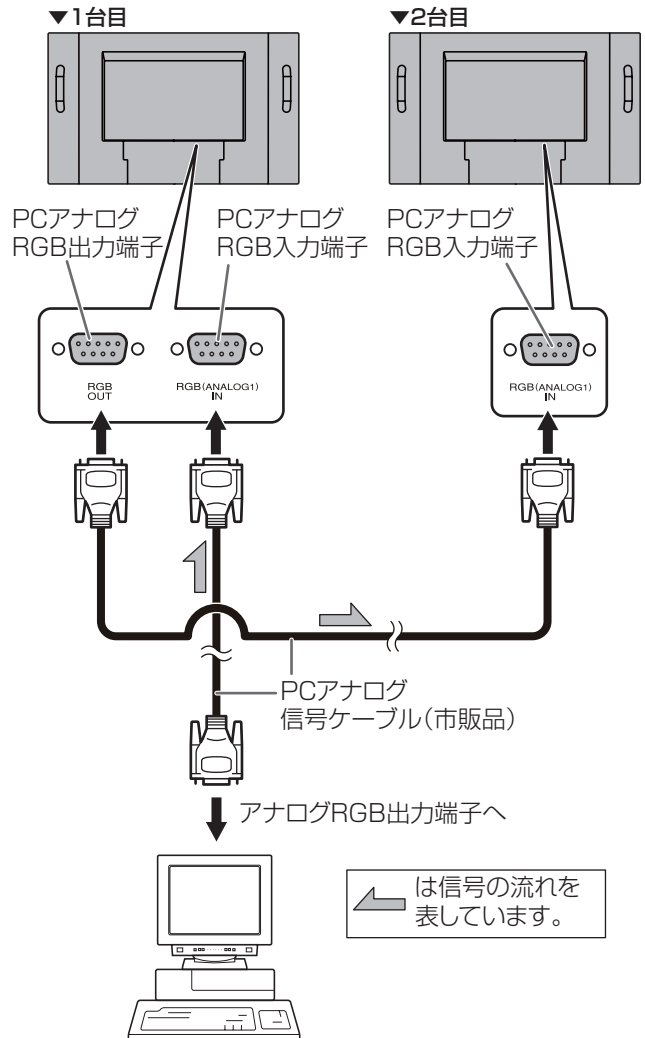 ▼1台目
▼2台目
PCアナログ
RGB出力端子
PCアナログ
RGB入力端子
PCアナログ
RGB入力端子
RGB
OUT
RGB(ANALOG1)
IN
RGB(ANALOG1)
IN
PCアナログ
信号ケーブル(市販品)
アナログRGB出力端子へ
は信号の流れを
表しています。